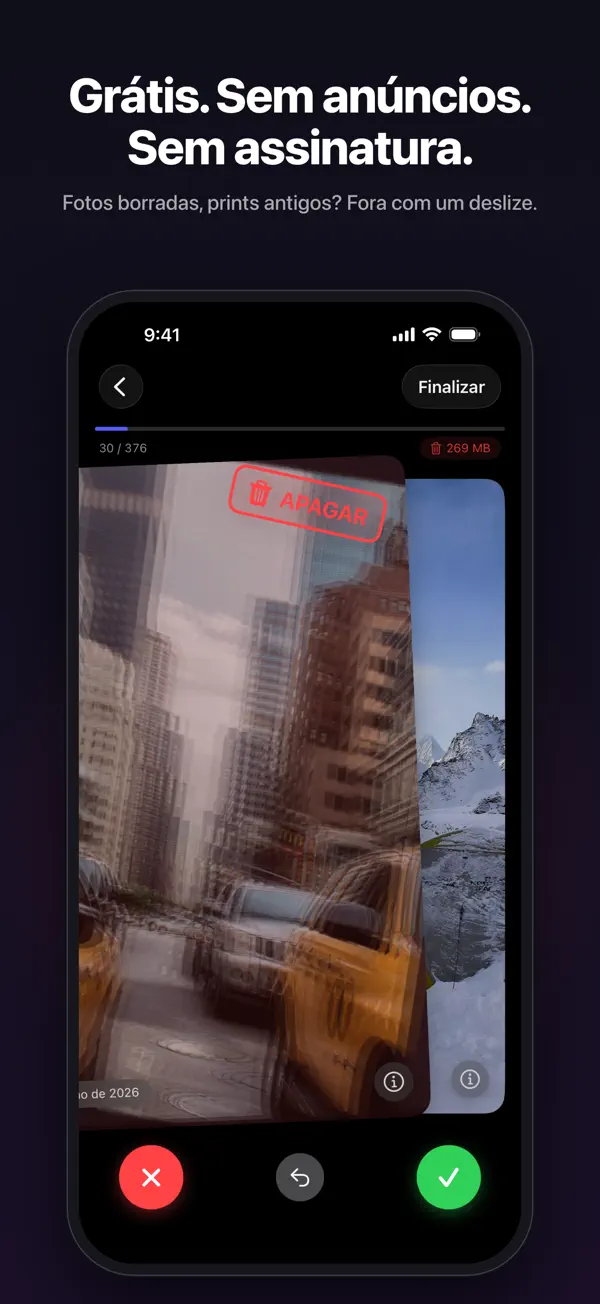 Grátis. Sem anúncios.
Sem assinatura.
Fotos borradas, prints antigos? Fora com um deslize.
9:41
Finalizar
30 / 376
269 MB
APAGAR
de 2026